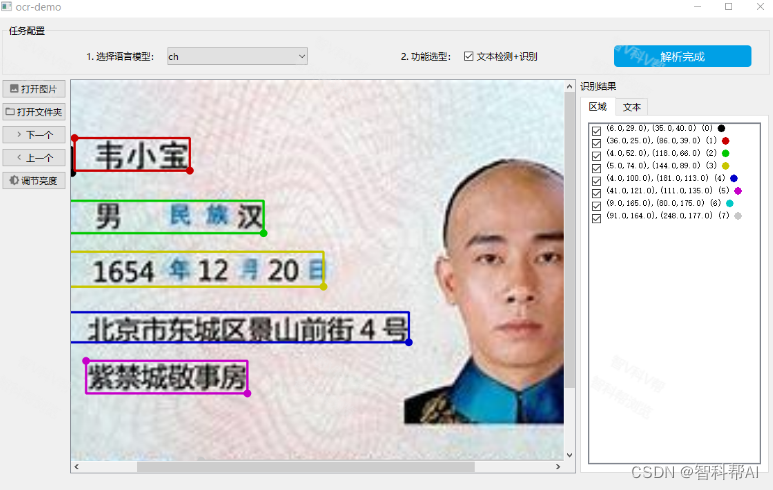 ocr-demo
任务配置
1. 选择语言模型： ch 2. 功能选型： 文本检测+识别 解析完成
打开图片
打开文件夹
> 下一个
< 上一个
调节亮度
韦小宝
男 民 族 汉
1654 年 12 月 20 日
北京市东城区景山前街 4 号
紫禁城敬事房
识别结果
区域 文本
(6.0,29.0),(35.0,40.0) (0)
(36.0,25.0),(86.0,39.0) (1)
(4.0,52.0),(118.0,66.0) (2)
(5.0,74.0),(144.0,89.0) (3)
(4.0,100.0),(181.0,113.0) (4)
(41.0,121.0),(111.0,135.0) (5)
(9.0,165.0),(80.0,175.0) (6)
(91.0,164.0),(248.0,177.0) (7)
CSDN @智科帮AI